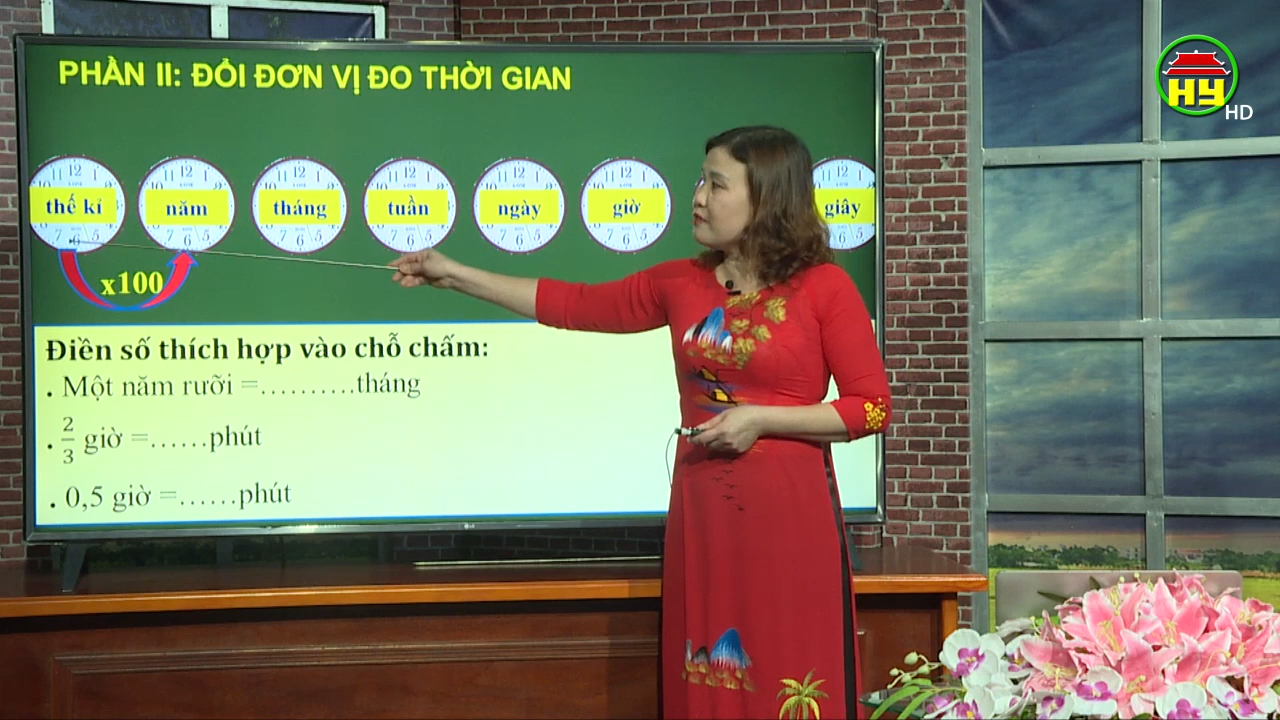 PHẦN II: ĐỔI ĐƠN VỊ ĐO THỜI GIAN
HY
HD
thế kỉ năm tháng tuần ngày giờ giây
x100
Điền số thích hợp vào chỗ chấm:
. Một năm rưỡi =……….tháng
. 2/3 giờ =……phút
. 0,5 giờ =……phút